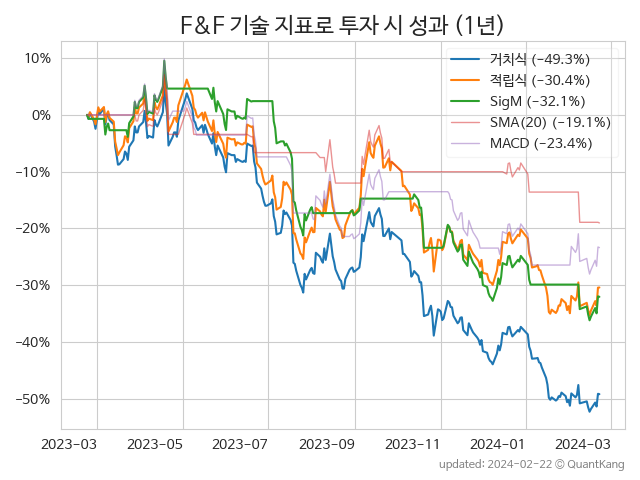 F&F 기술 지표로 투자 시 성과 (1년)
거치식 (−49.3%)
적립식 (−30.4%)
SigM (−32.1%)
SMA(20) (−19.1%)
MACD (−23.4%)
10%
0%
−10%
−20%
−30%
−40%
−50%
2023-03 2023-05 2023-07 2023-09 2023-11 2024-01 2024-03
updated: 2024-02-22 © QuantKang